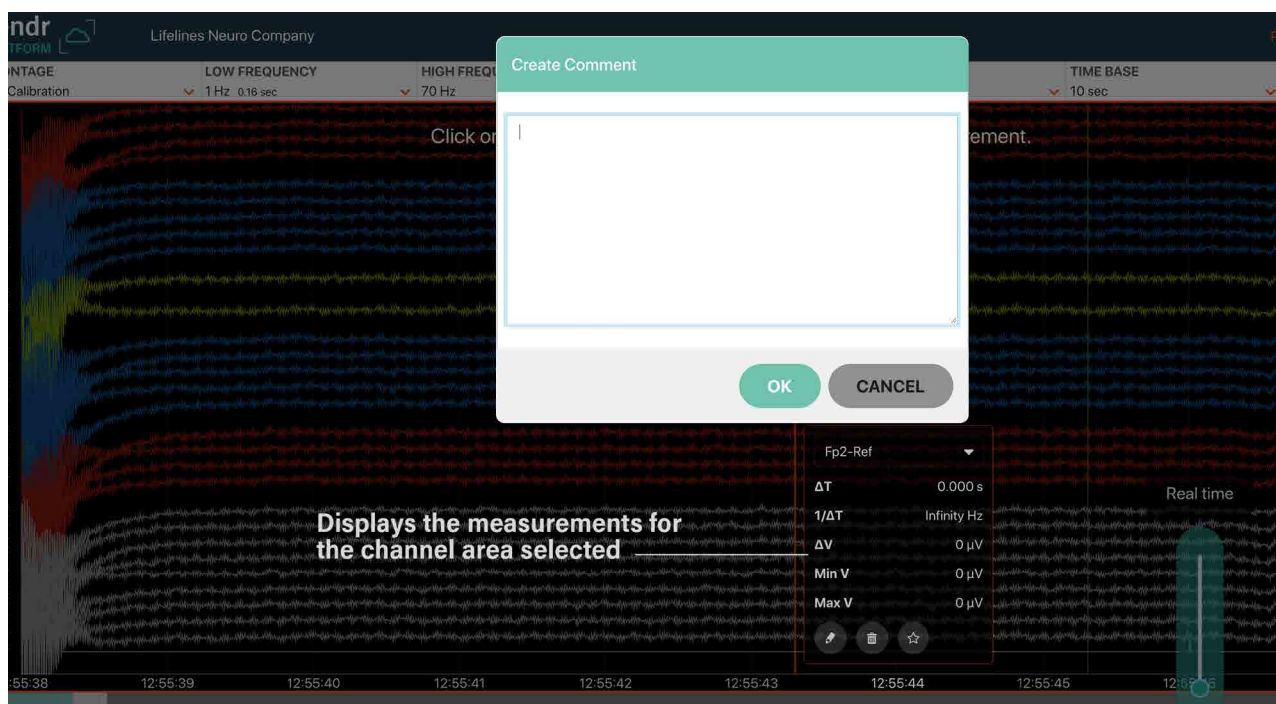 ndr
TFORM
Lifelines Neuro Company
NTAGE
Calibration
LOW FREQUENCY
1 Hz 0.16 sec
HIGH FREQU
70 Hz
TIME BASE
10 sec
Create Comment
Click or
ement.
OK
CANCEL
Fp2-Ref
ΔT 0.000 s
1/ΔT Infinity Hz
ΔV 0 µV
Min V 0 µV
Max V 0 µV
Displays the measurements for
the channel area selected
Real time
:55:38 12:55:39 12:55:40 12:55:41 12:55:42 12:55:43 12:55:44 12:55:45